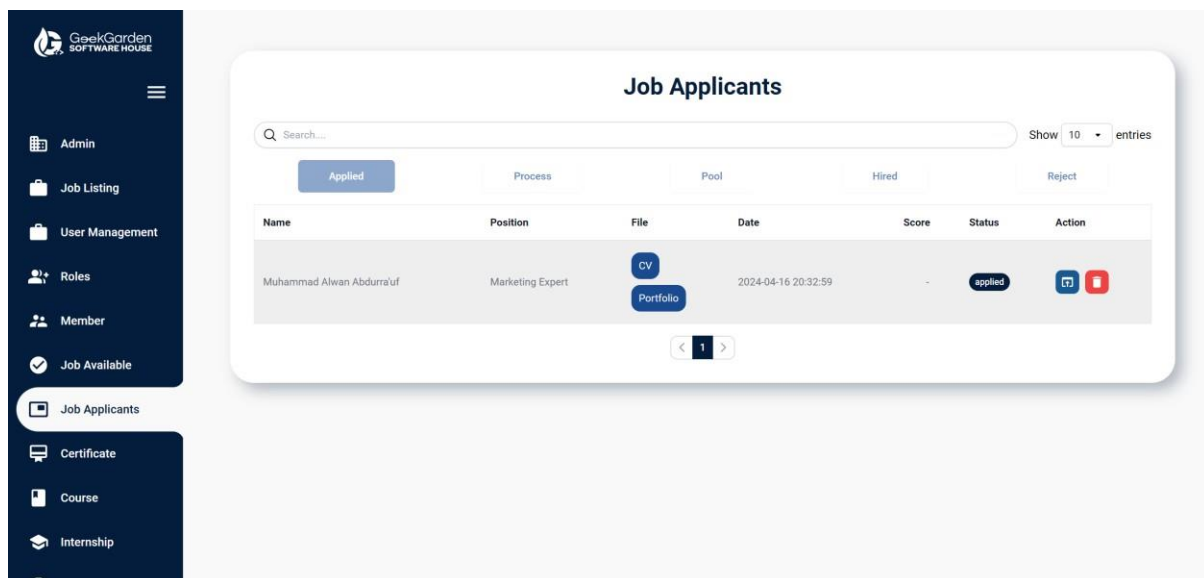 GeekGarden
SOFTWARE HOUSE
Admin
Job Listing
User Management
Roles
Member
Job Available
Job Applicants
Certificate
Course
Internship
Job Applicants
Search....
Show 10 entries
Applied Process Pool Hired Reject
Name Position File Date Score Status Action
Muhammad Alwan Abdurra'uf Marketing Expert CV 2024-04-16 20:32:59 - applied
Portfolio
< 1 >